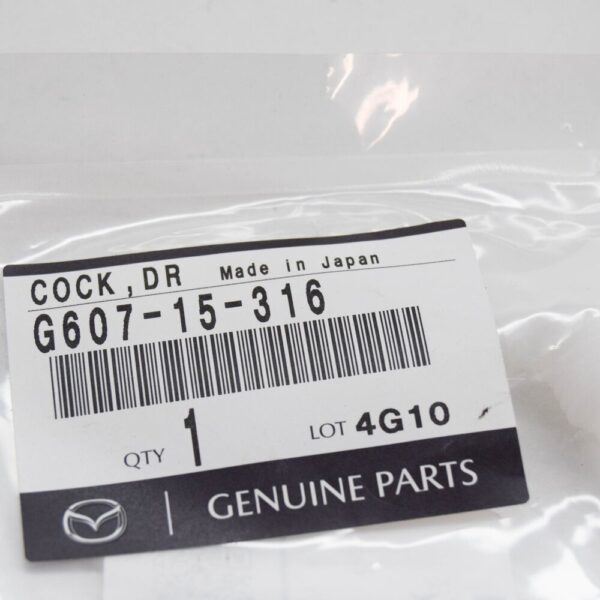 COCK,DR Made in Japan
G607-15-316
QTY 1 LOT 4G10
GENUINE PARTS